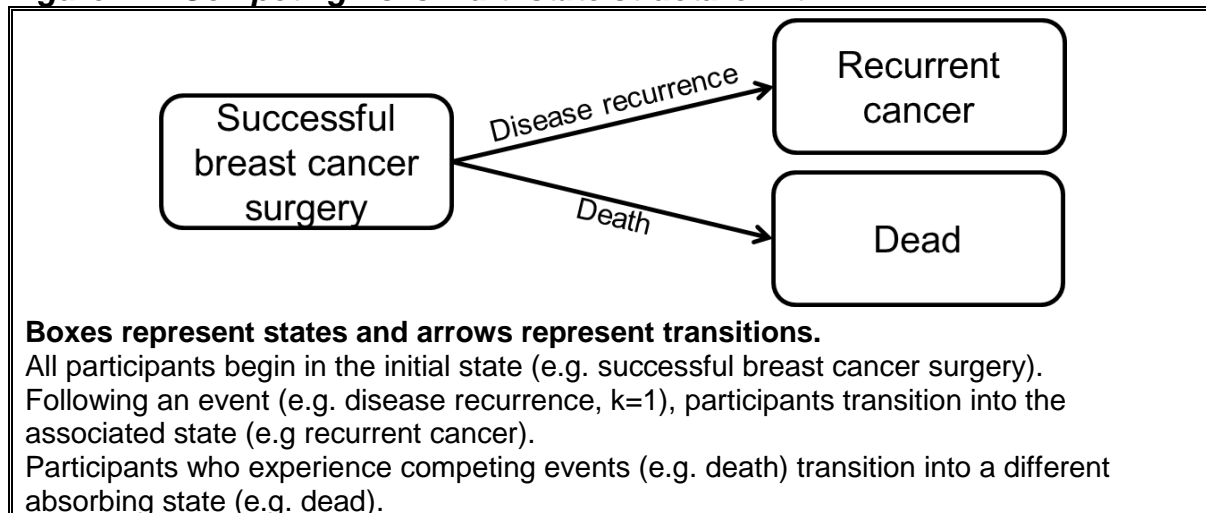 Successful
breast cancer
surgery
Disease recurrence
Death
Recurrent
cancer
Dead
Boxes represent states and arrows represent transitions.
All participants begin in the initial state (e.g. successful breast cancer surgery).
Following an event (e.g. disease recurrence, k=1), participants transition into the
associated state (e.g recurrent cancer).
Participants who experience competing events (e.g. death) transition into a different
absorbing state (e.g. dead).